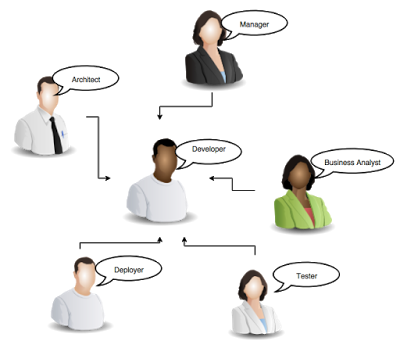 Manager
Architect
Developer
Business Analyst
Deployer
Tester